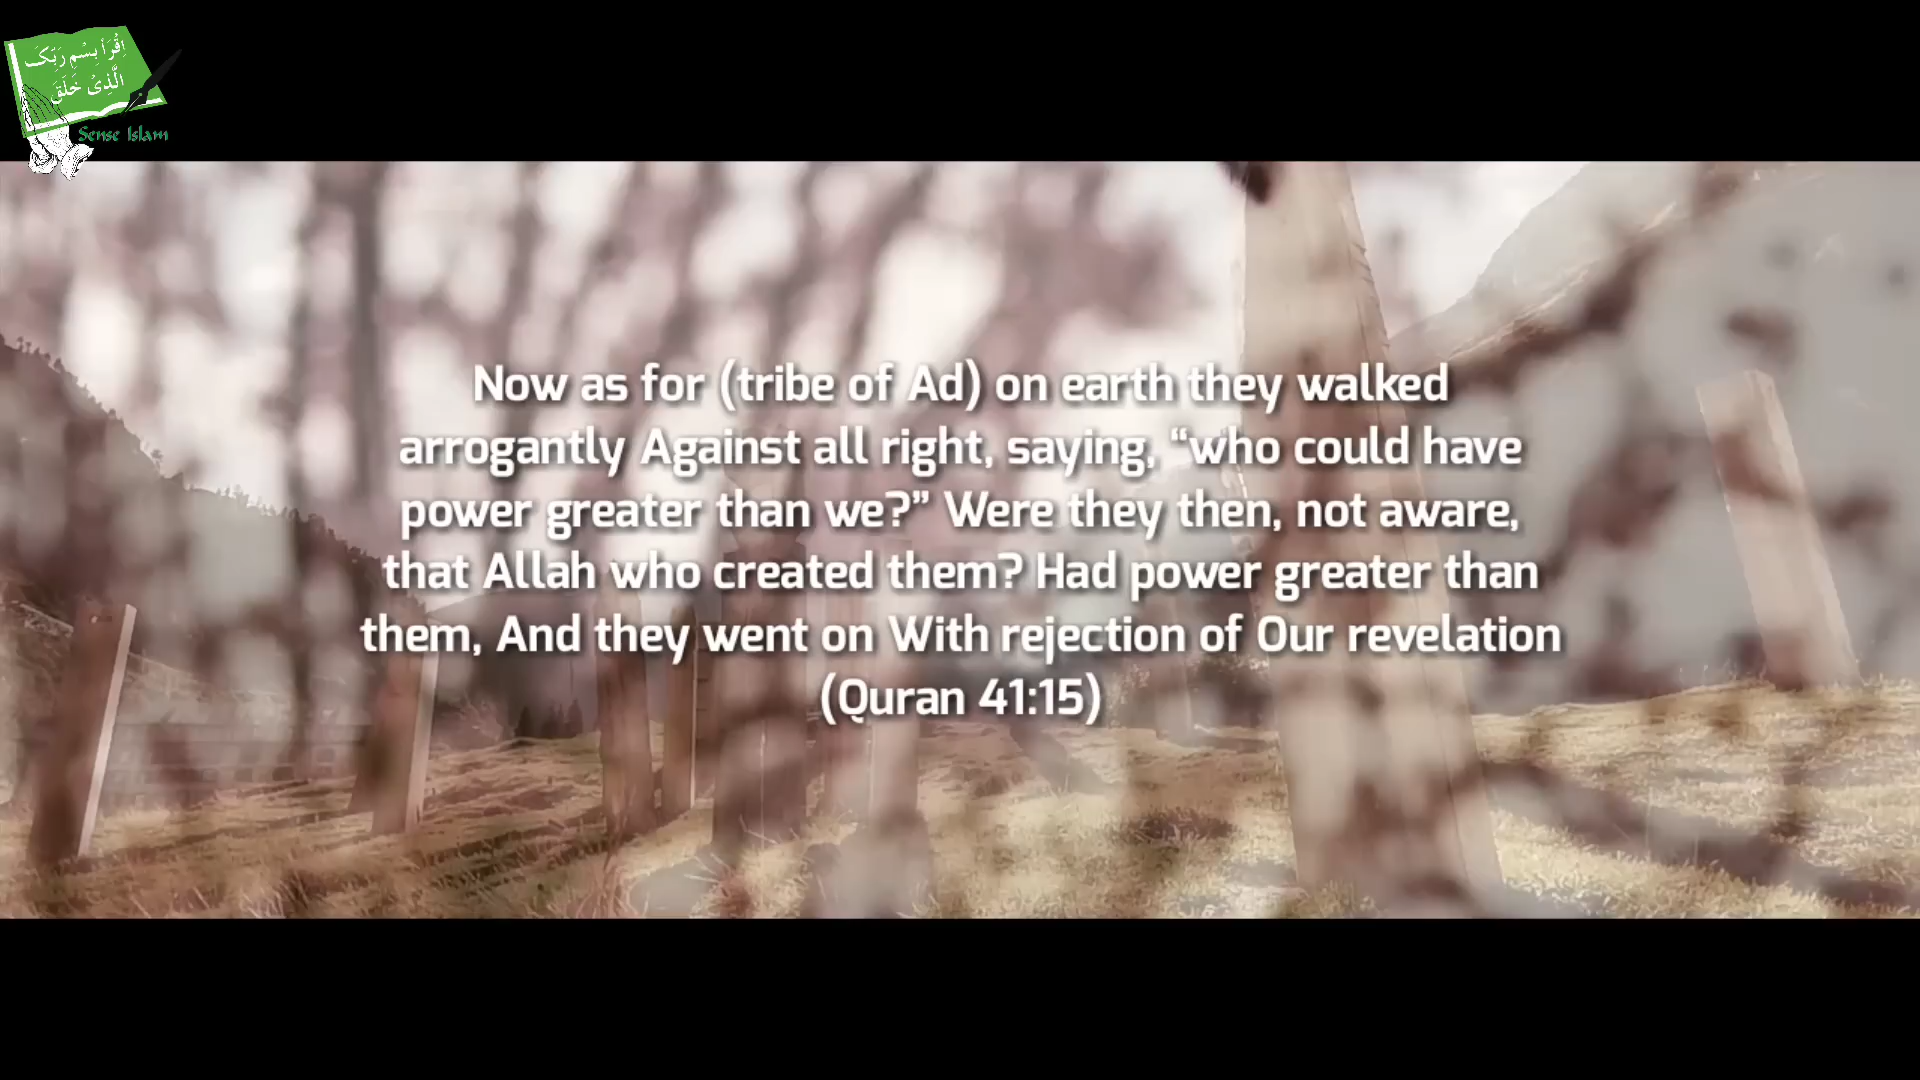 اقْرَأْ بِسْمِ رَبِّكَ
الَّذِي خَلَقَ
Sense Islam
Now as for (tribe of Ad) on earth they walked
arrogantly Against all right, saying, “who could have
power greater than we?” Were they then, not aware,
that Allah who created them? Had power greater than
them, And they went on With rejection of Our revelation
(Quran 41:15)